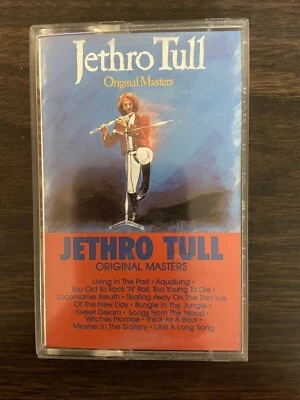 Jethro Tull
Original Masters
JETHRO TULL
ORIGINAL MASTERS
Living In The Past • Aqualung •
Too Old To Rock 'N' Roll, Too Young To Die •
Locomotive Breath • Skating Away On The Thin Ice
Of The New Day • Bungle In The Jungle •
Sweet Dream • Songs From The Wood •
Witches Promise • Thick As A Brick •
Minstrel In The Gallery • Life's A Long Song